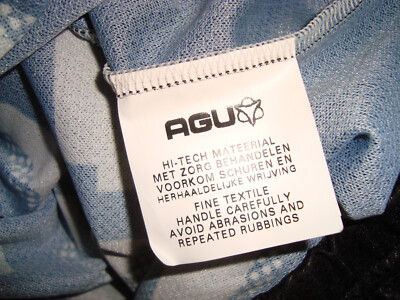 AGU
HI-TECH MATEERIAL
MET ZORG BEHANDELEN
VOORKOM SCHUREN EN
HERHAALDELIJKE WRIJVING
FINE TEXTILE
HANDLE CAREFULLY
AVOID ABRASIONS AND
REPEATED RUBBINGS